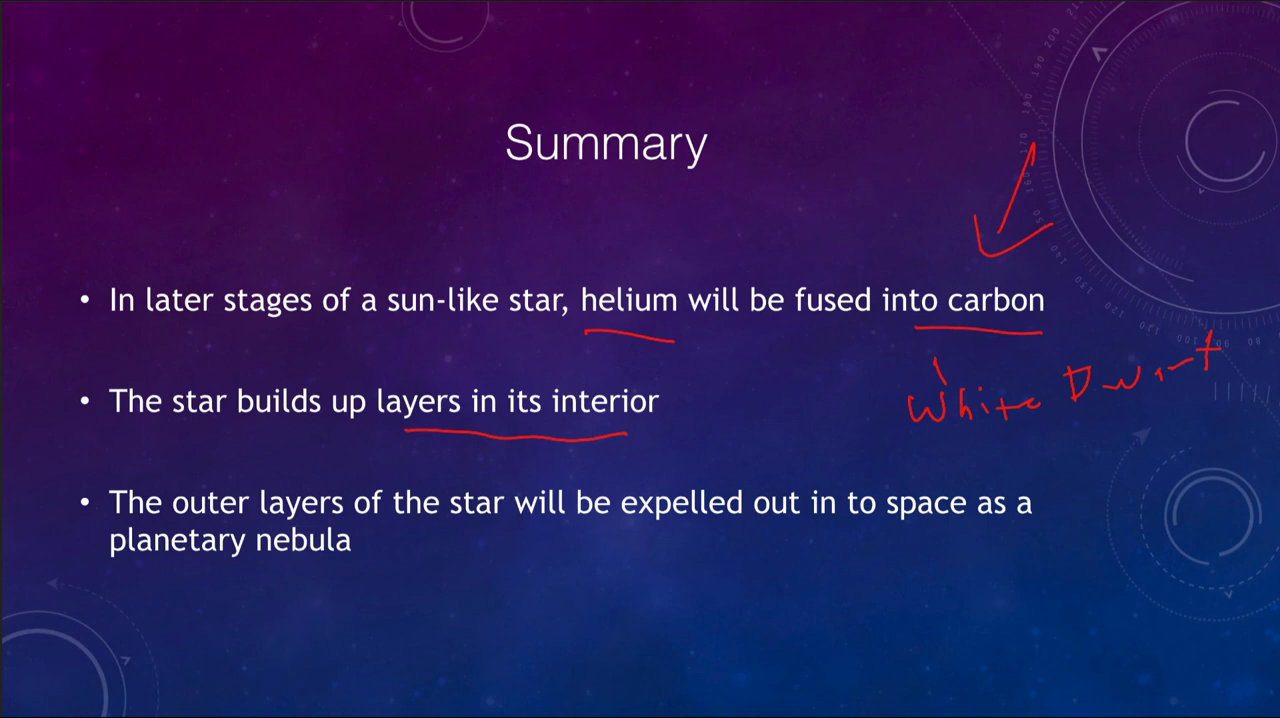 Summary
• In later stages of a sun-like star, helium will be fused into carbon
White Dwarf
• The star builds up layers in its interior
• The outer layers of the star will be expelled out in to space as a
planetary nebula